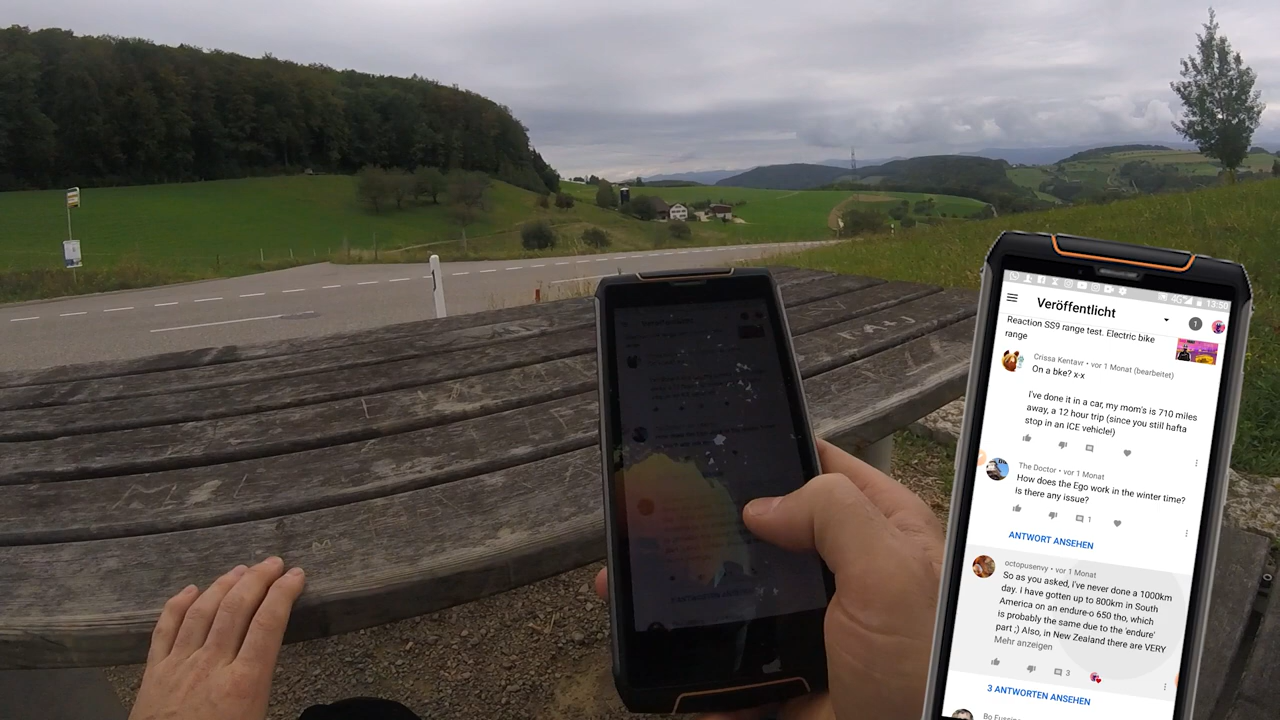 4G 13:50
Veröffentlicht
1
Reaction SS9 range test. Electric bike
range
Crissa Kentavr • vor 1 Monat (bearbeitet)
On a bke? x-x
I've done it in a car, my mom's is 710 miles
away, a 12 hour trip (since you still hafta
stop in an ICE vehicle!)
The Doctor • vor 1 Monat
How does the Ego work in the winter time?
Is there any issue?
1
ANTWORT ANSEHEN
octopusenvy • vor 1 Monat
So as you asked, I've never done a 1000km
day. I have gotten up to 800km in South
America on an endure-o 650 tho, which
is probably the same due to the 'endure'
part ;) Also, in New Zealand there are VERY
Mehr anzeigen
3
3 ANTWORTEN ANSEHEN